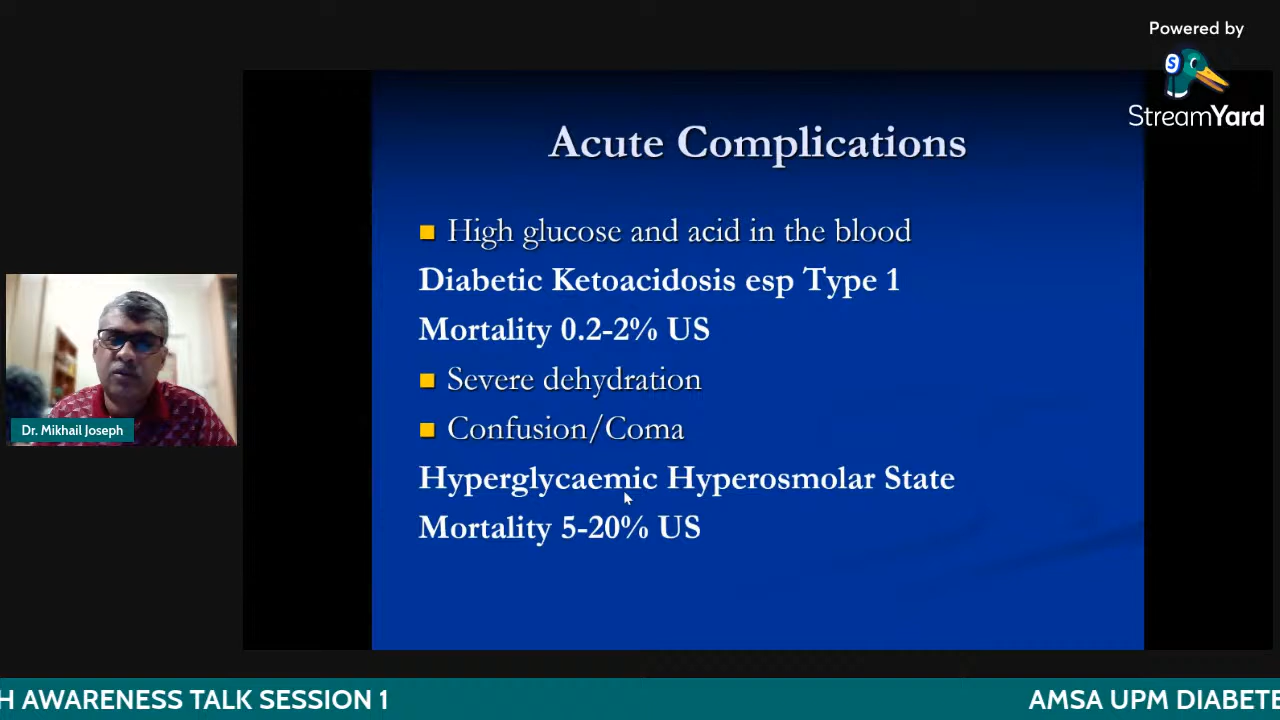 Powered by
StreamYard
Acute Complications
High glucose and acid in the blood
Diabetic Ketoacidosis esp Type 1
Mortality 0.2-2% US
Severe dehydration
Confusion/Coma
Hyperglycaemic Hyperosmolar State
Mortality 5-20% US
Dr. Mikhail Joseph
H AWARENESS TALK SESSION 1 AMSA UPM DIABETE